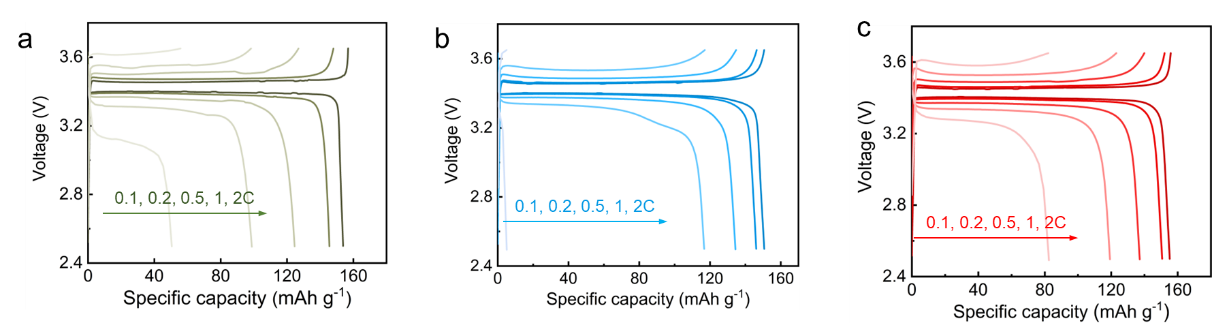 a
3.6
3.2
2.8
2.4
Voltage (V)
0.1, 0.2, 0.5, 1, 2C
0 40 80 120 160
Specific capacity (mAh g⁻¹)
b
3.6
3.2
2.8
2.4
Voltage (V)
0.1, 0.2, 0.5, 1, 2C
0 40 80 120 160
Specific capacity (mAh g⁻¹)
c
3.6
3.2
2.8
2.4
Voltage (V)
0.1, 0.2, 0.5, 1, 2C
0 40 80 120 160
Specific capacity (mAh g⁻¹)